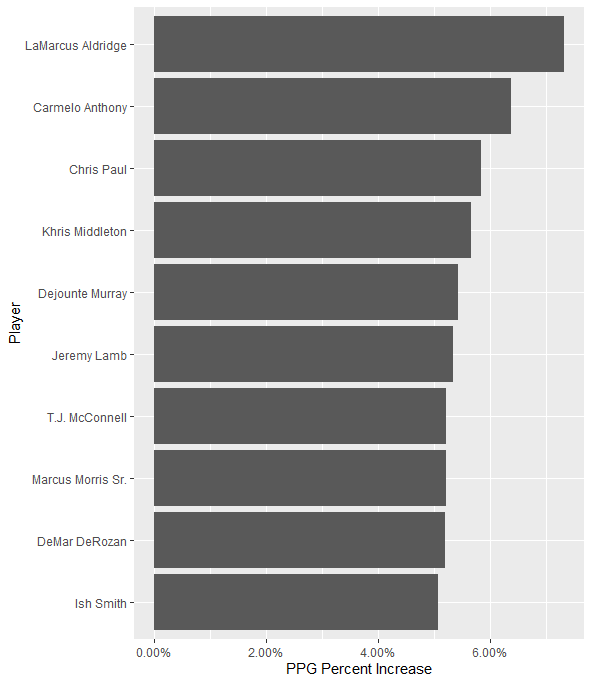 LaMarcus Aldridge
Carmelo Anthony
Chris Paul
Khris Middleton
Dejounte Murray
Jeremy Lamb
T.J. McConnell
Marcus Morris Sr.
DeMar DeRozan
Ish Smith
Player
0.00% 2.00% 4.00% 6.00%
PPG Percent Increase